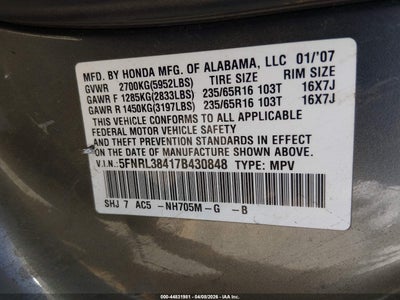 MFD. BY HONDA MFG. OF ALABAMA, LLC 01/'07
GVWR 2700KG(5952LBS) TIRE SIZE RIM SIZE
GAWR F 1285KG(2833LBS) 235/65R16 103T 16X7J
GAWR R 1450KG(3197LBS) 235/65R16 103T 16X7J
THIS VEHICLE CONFORMS TO ALL APPLICABLE
FEDERAL MOTOR VEHICLE SAFETY
AND THEFT PREVENTION STANDARDS IN EFFECT
ON THE DATE OF MANUFACTURE SHOWN ABOVE.
V.I.N.: 5FNRL38417B430848 TYPE: MPV
SHJ 7 AC5 -NH705M-G -B
000-44831981 - 04/08/2026 - IAA Inc.